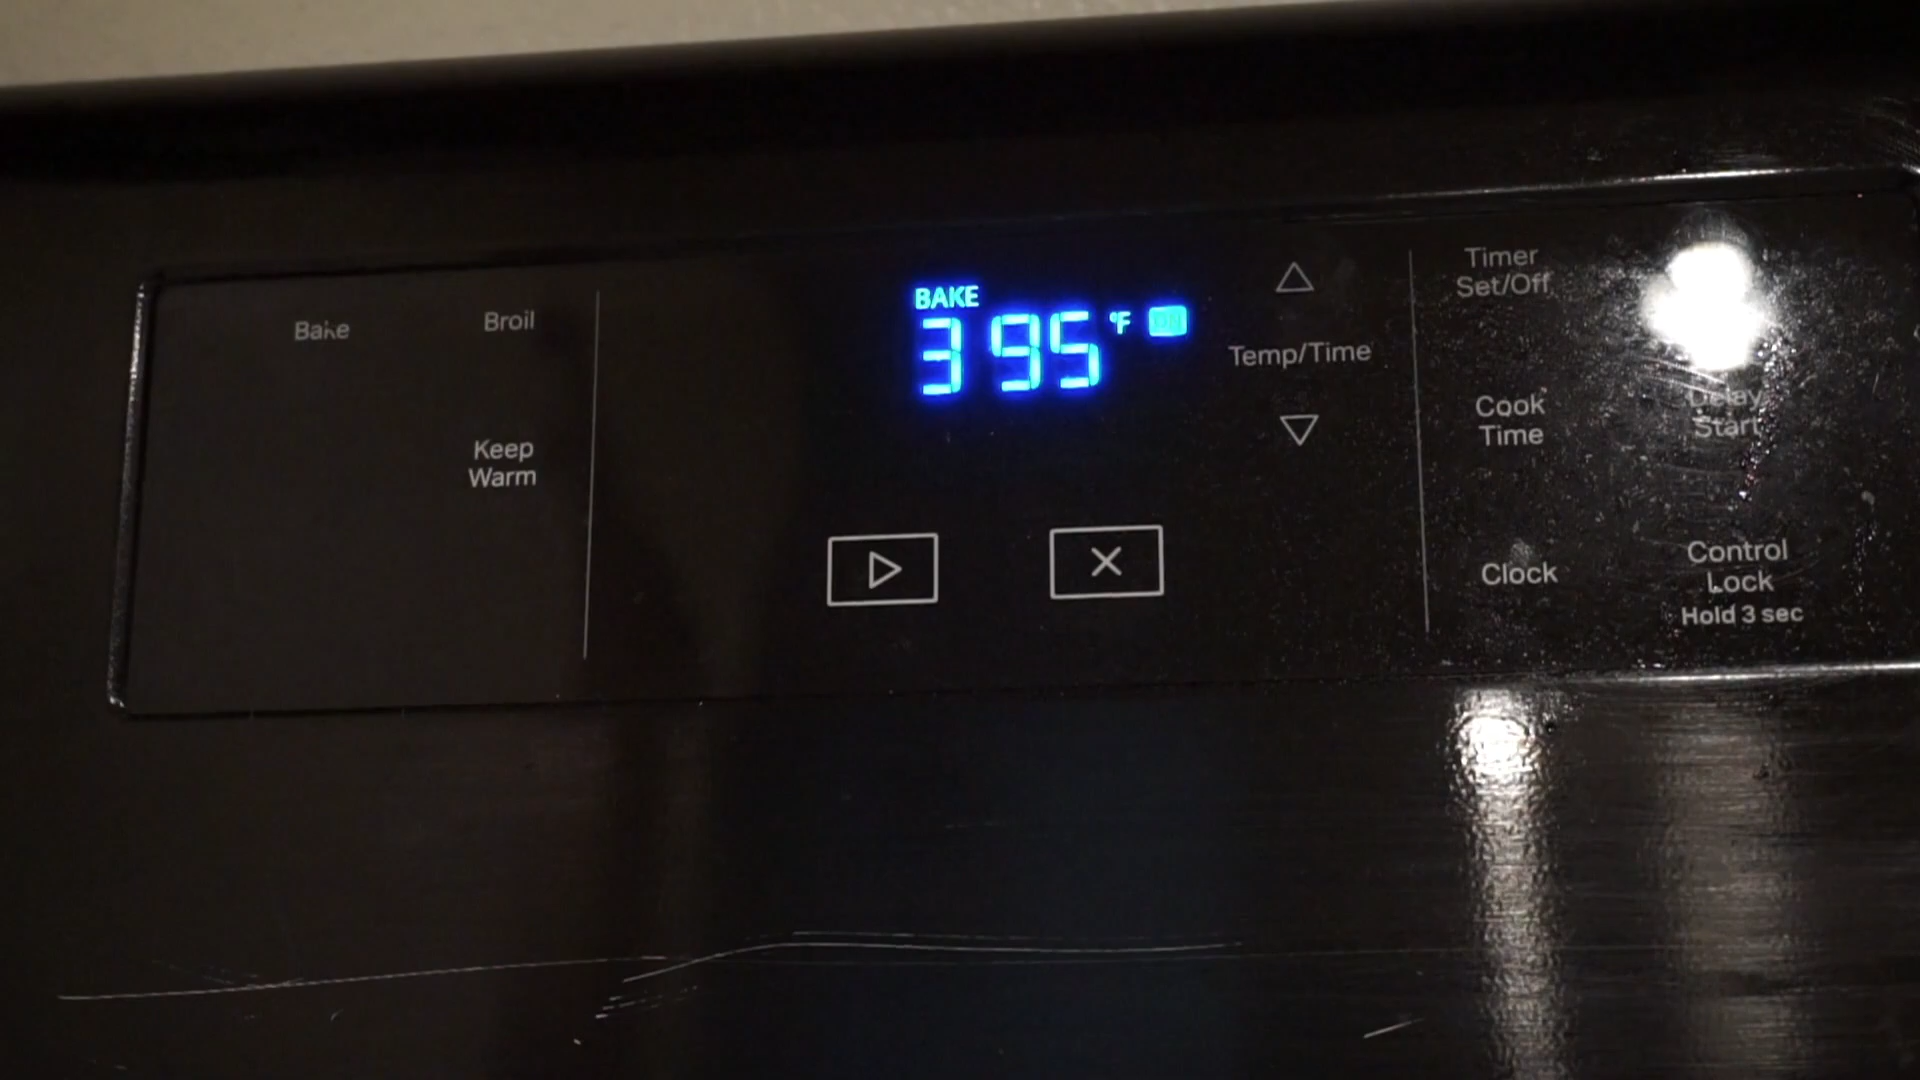 Bake
Broil
Keep
Warm
BAKE
395 °F ON
Temp/Time
Timer
Set/Off
Cook
Time
Delay
Start
Clock
Control
Lock
Hold 3 sec